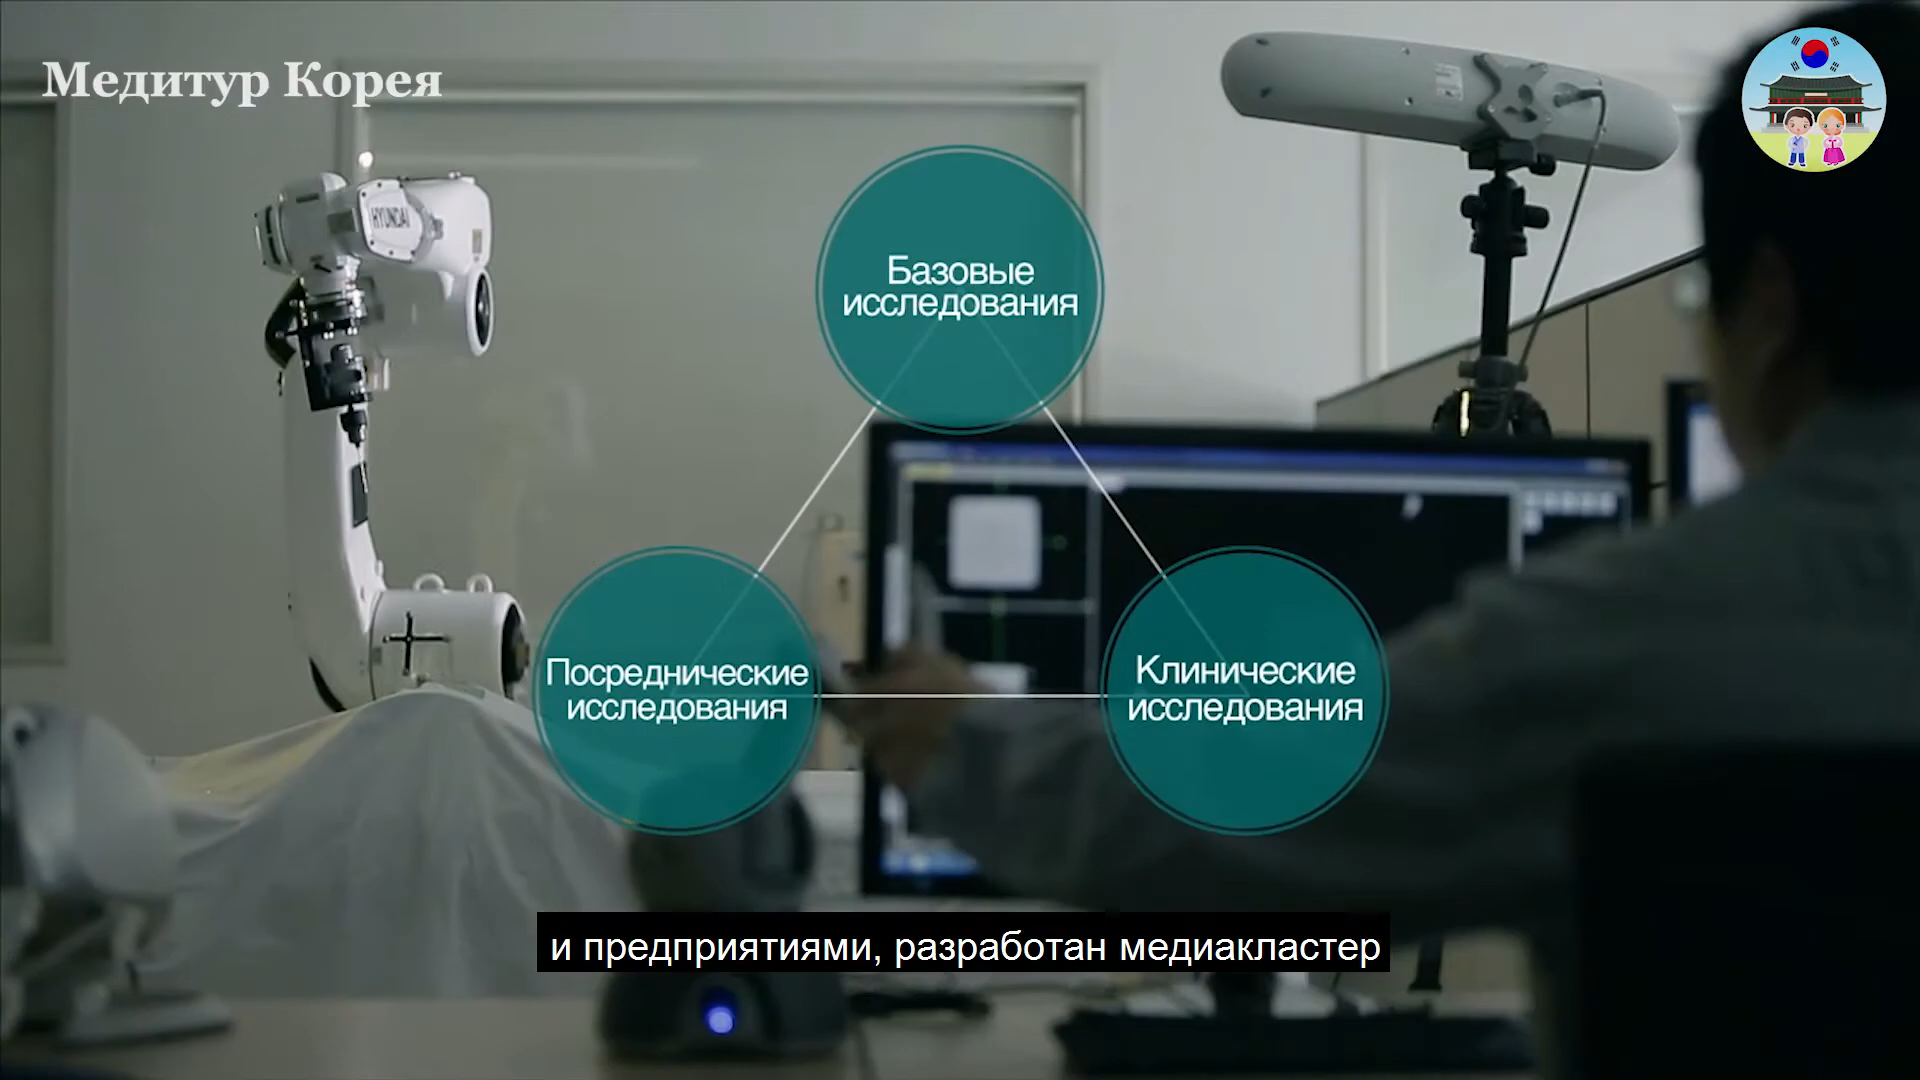 Медитур Корея
HYUNDAI
Базовые
исследования
Посреднические
исследования
Клинические
исследования
и предприятиями, разработан медиакластер